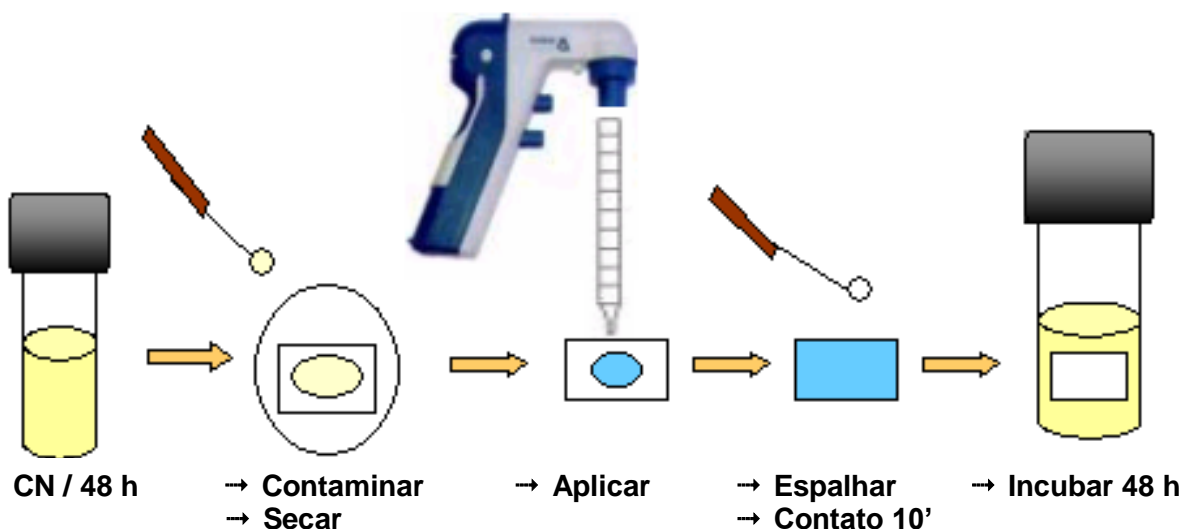 CN / 48 h
⇢ Contaminar
⇢ Secar
⇢ Aplicar
⇢ Espalhar
⇢ Contato 10’
⇢ Incubar 48 h